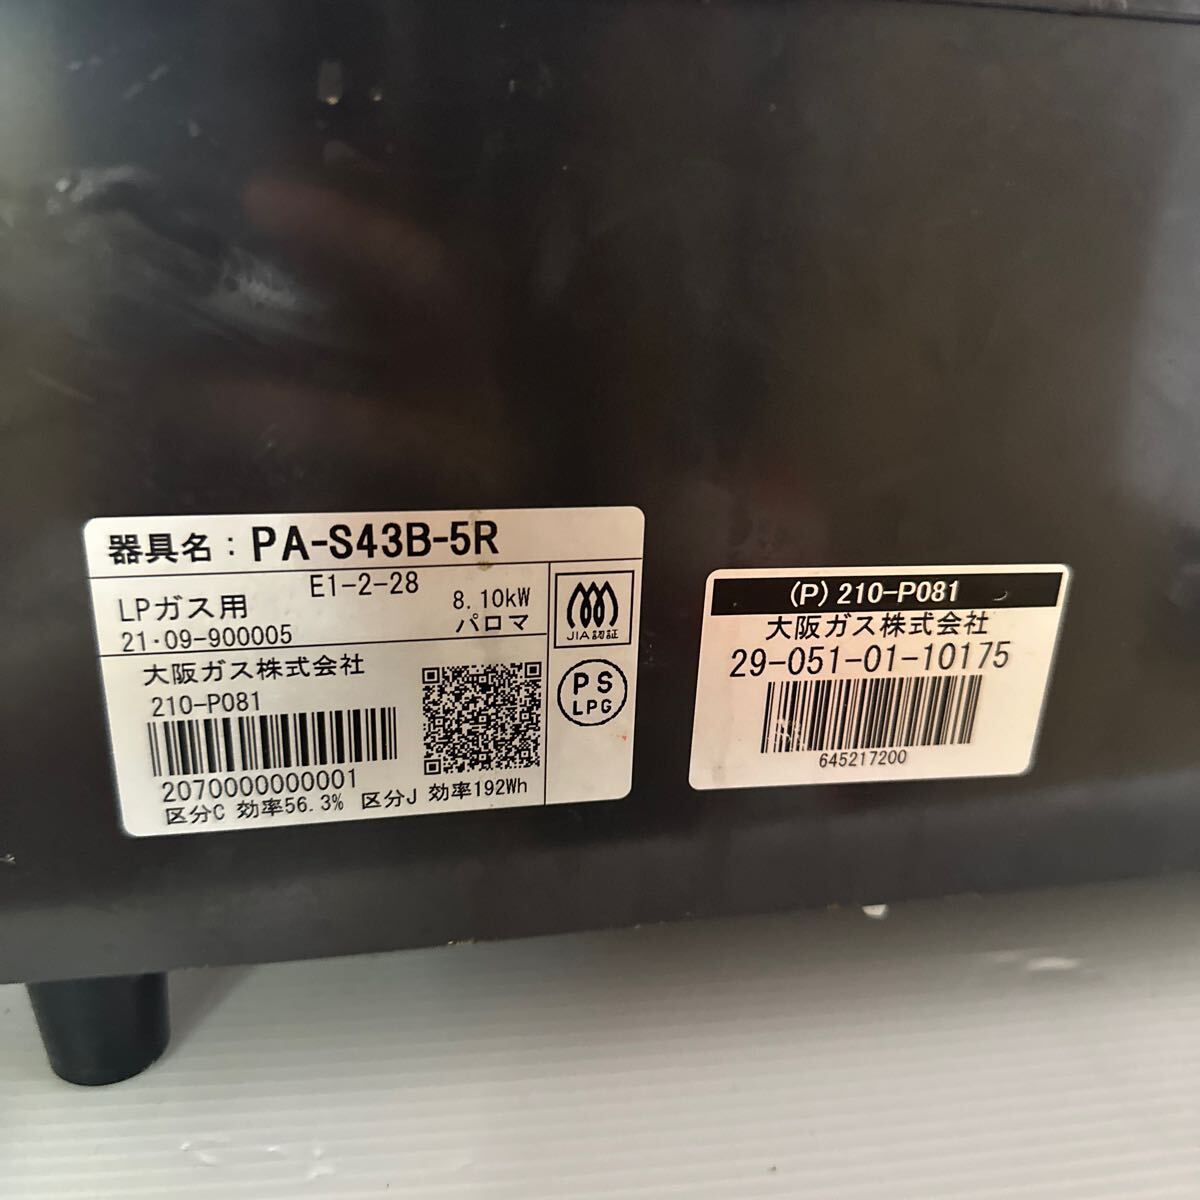 器具名：PA-S43B-5R
E1-2-28
LPガス用
8.10kW
21・09-900005
パロマ
大阪ガス株式会社
210-P081
2070000000001
区分C 効率56.3% 区分J 効率192Wh
JIA認証
PS
LPG
(P) 210-P081
大阪ガス株式会社
29-051-01-10175
645217200